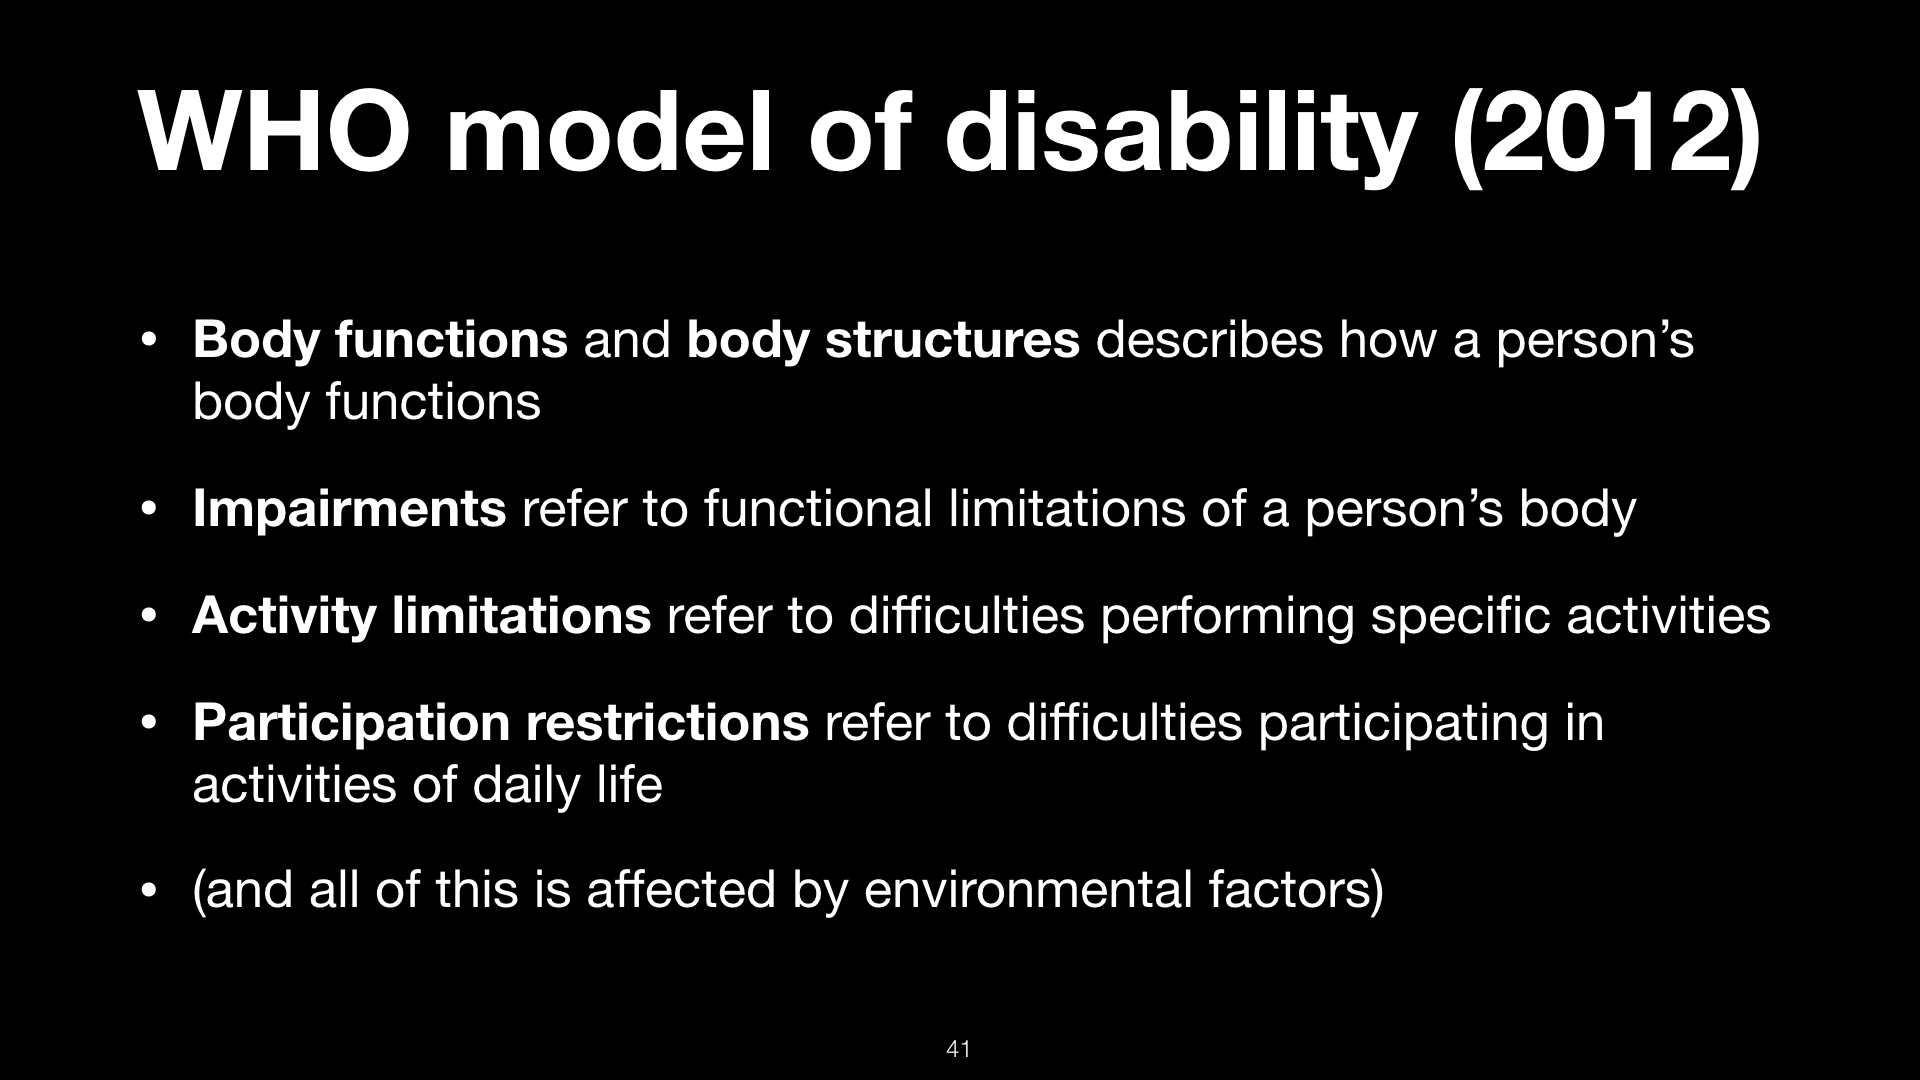 WHO model of disability (2012)
• Body functions and body structures describes how a person’s
body functions
• Impairments refer to functional limitations of a person’s body
• Activity limitations refer to difficulties performing specific activities
• Participation restrictions refer to difficulties participating in
activities of daily life
• (and all of this is affected by environmental factors)
41